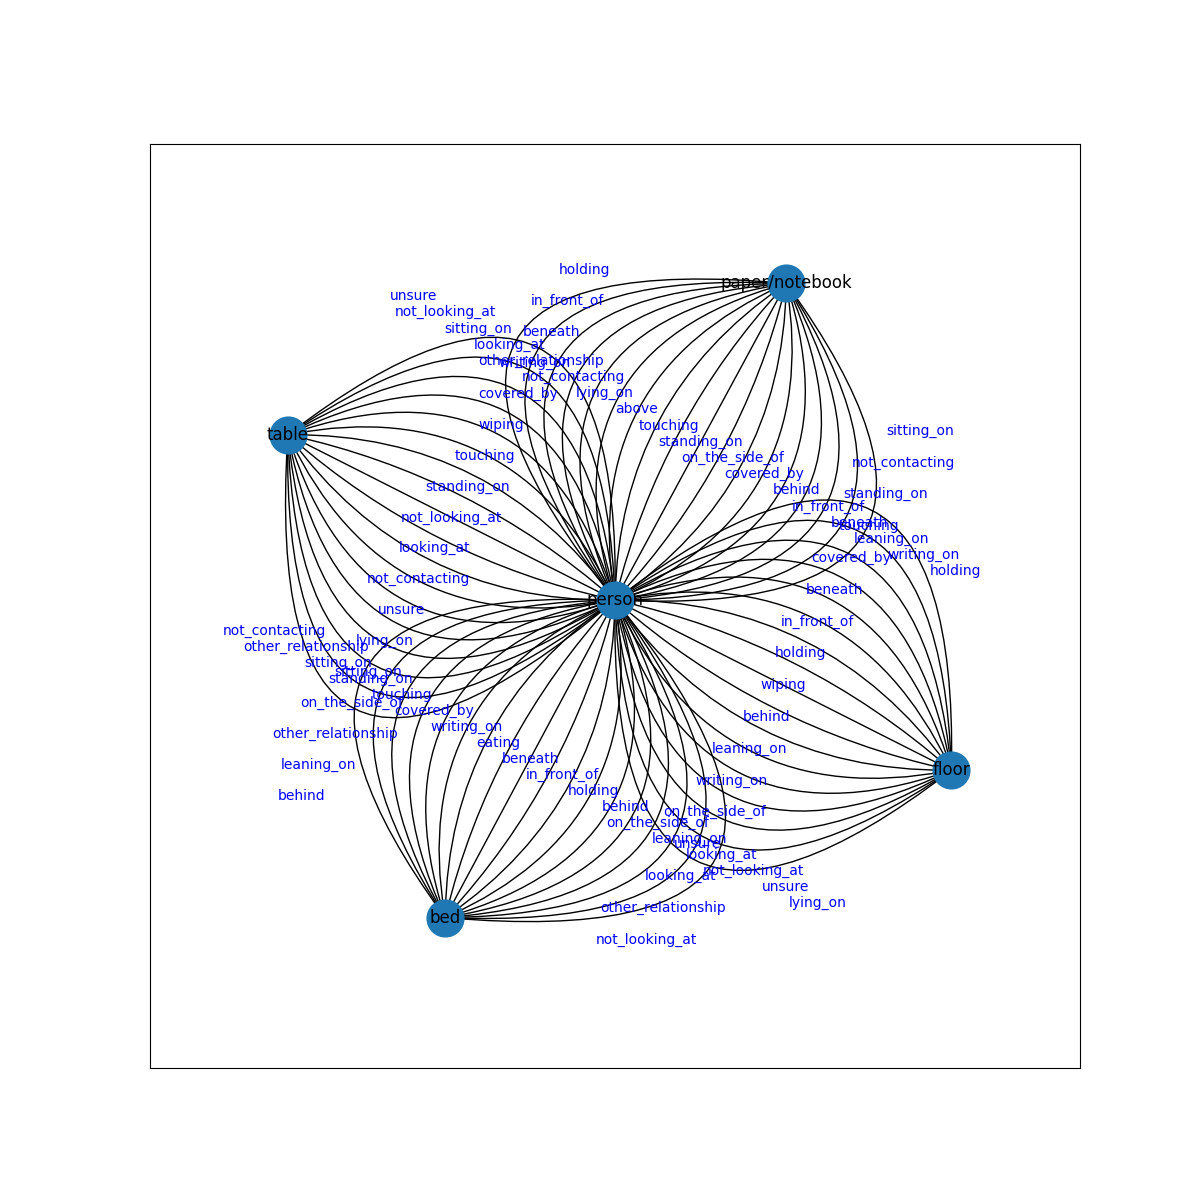 holding
paper/notebook
unsure
in_front_of
not_looking_at
sitting_on
beneath
looking_at
other_relationship
writing_on
not_contacting
covered_by
lying_on
above
wiping
touching
sitting_on
table
standing_on
touching
on_the_side_of
not_contacting
covered_by
standing_on
behind
standing_on
in_front_of
not_looking_at
beneath
touching
leaning_on
looking_at
covered_by
writing_on
holding
not_contacting
beneath
person
unsure
in_front_of
not_contacting
lying_on
other_relationship
holding
sitting_on
sitting_on
standing_on
wiping
touching
on_the_side_of
covered_by
behind
writing_on
other_relationship
eating
leaning_on
beneath
leaning_on
floor
in_front_of
writing_on
holding
behind
behind
on_the_side_of
on_the_side_of
leaning_on
unsure
looking_at
not_looking_at
looking_at
unsure
lying_on
other_relationship
bed
not_looking_at